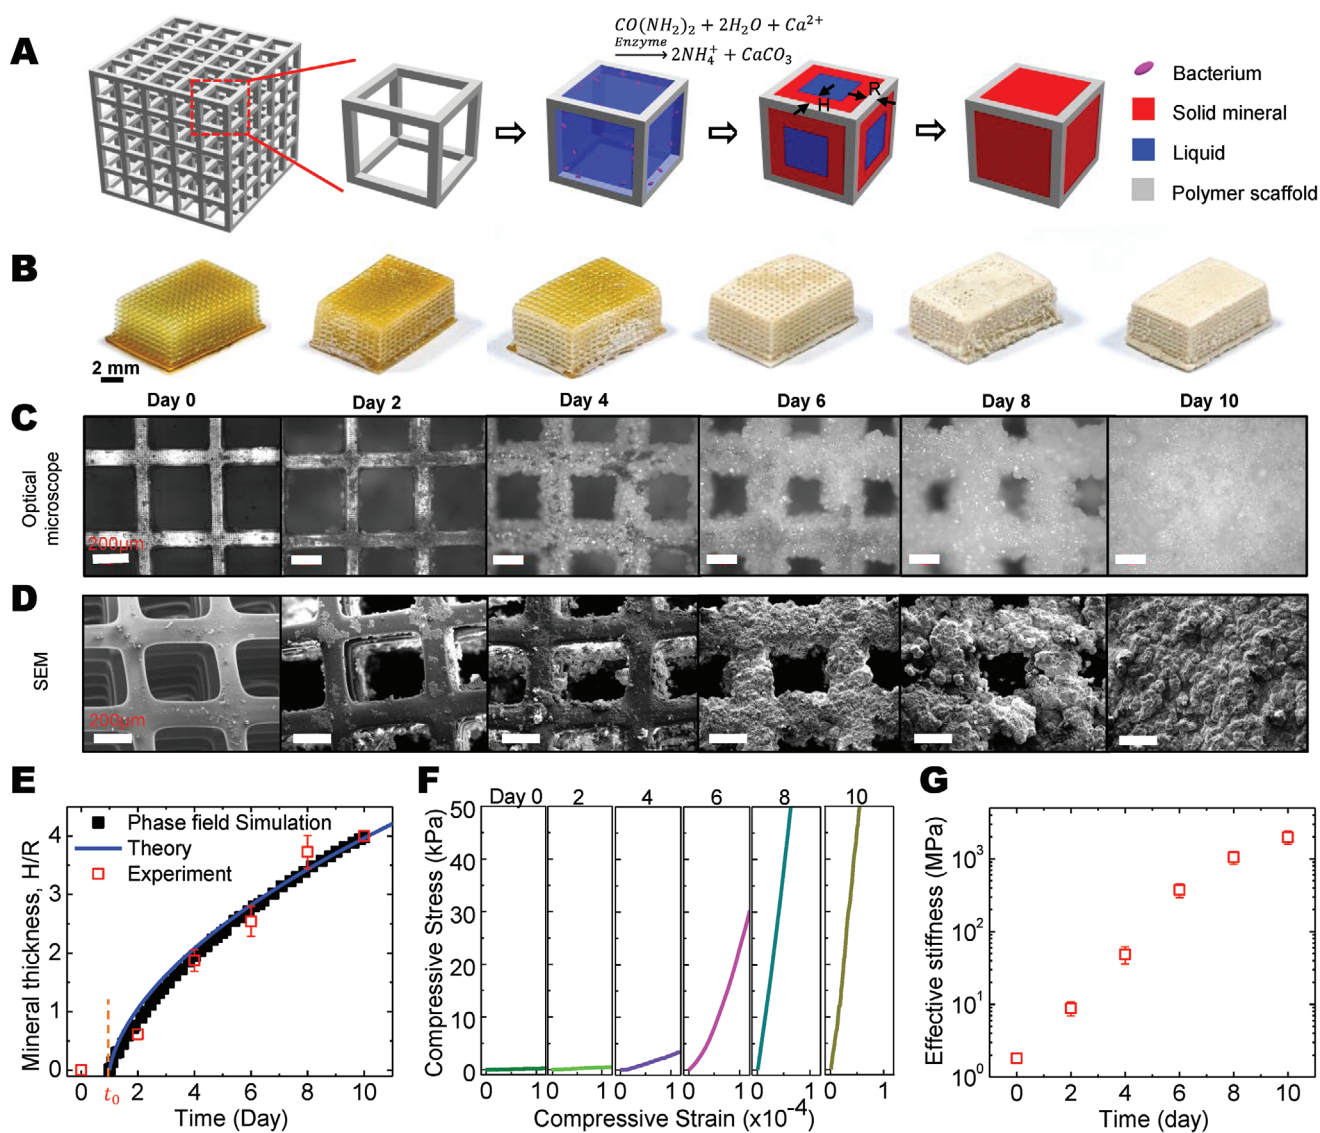 A
CO(NH₂)₂ + 2H₂O + Ca²⁺
Enzyme
⟶ 2NH₄⁺ + CaCO₃
H
R
Bacterium
Solid mineral
Liquid
Polymer scaffold
B
2 mm
Day 0
Day 2
Day 4
Day 6
Day 8
Day 10
C
Optical
microscope
200μm
D
SEM
200μm
E
Mineral thickness, H/R
4
3
2
1
0
Phase field Simulation
Theory
Experiment
t₀
0 2 4 6 8 10
Time (Day)
F
Compressive Stress (kPa)
50
40
30
20
10
0
Day 0 2 4 6 8 10
0 1 0 1 0 1 0 1 0 1 0 1
Compressive Strain (x10⁻⁴)
G
Effective stiffness (MPa)
10³
10²
10¹
10⁰
0 2 4 6 8 10
Time (day)